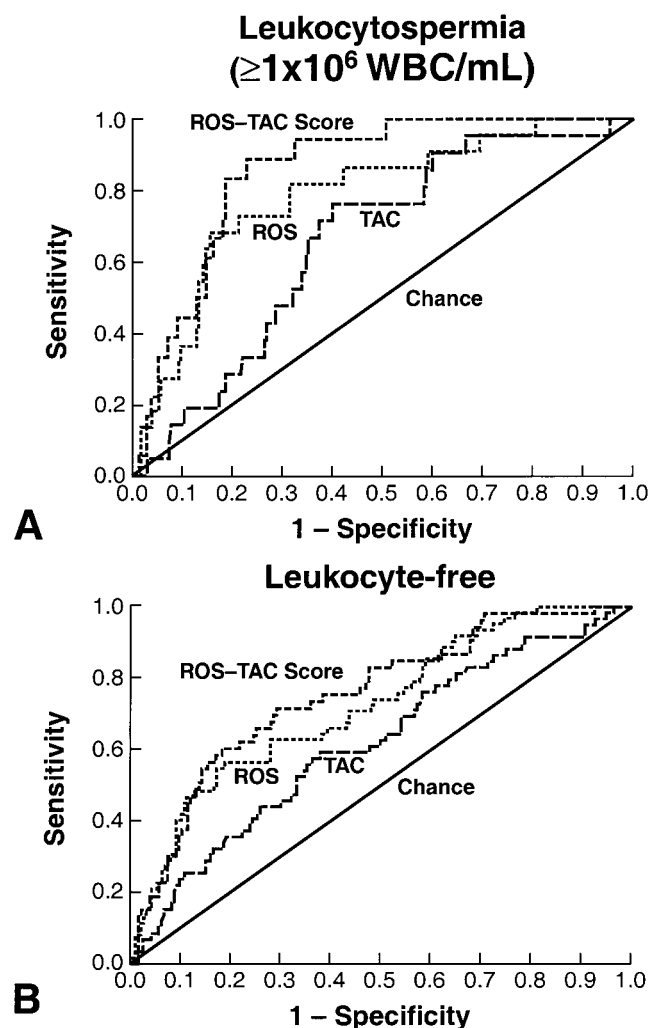 Leukocytospermia
(≥1x10⁶ WBC/mL)
1.0
ROS–TAC Score
0.8
ROS
TAC
0.6
Chance
0.4
0.2
0.0
Sensitivity
0.0 0.1 0.2 0.3 0.4 0.5 0.6 0.7 0.8 0.9 1.0
A
1 – Specificity
Leukocyte-free
1.0
ROS–TAC Score
0.8
0.6
ROS
TAC
Chance
0.4
0.2
0.0
Sensitivity
0.0 0.1 0.2 0.3 0.4 0.5 0.6 0.7 0.8 0.9 1.0
B
1 – Specificity